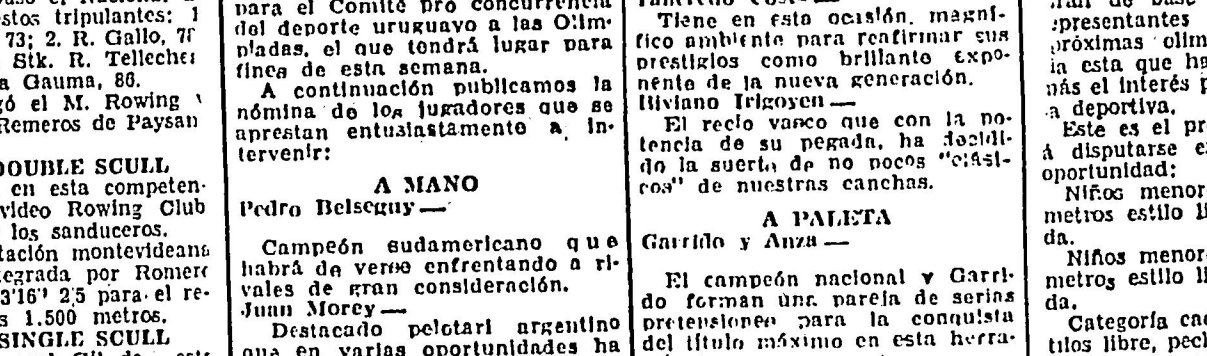 stos tripulantes: 1
73; 2. R. Gallo, 7
Stk. R. Tellechea
a Gauma, 86.
gó el M. Rowing
Remeros de Paysan
DOUBLE SCULL
en esta competen-
video Rowing Club
los sanduceros.
tación montevideana
tegrada por Romero
3'16" 2|5 para el re-
s 1.500 metros.
SINGLE SCULL
para el Comité pro concurrencia
del deporte uruguayo a las Olim-
piadas, el que tendrá lugar para
fines de esta semana.
A continuación publicamos la
nómina de los jugadores que se
aprestan entusiastamente a in-
tervenir:
A MANO
Pedro Belseguy —
Campeón sudamericano que
habrá de verse enfrentando a ri-
vales de gran consideración.
Juan Morey —
Destacado pelotari argentino
que en varias oportunidades ha
Tiene en esta ocasión, magní-
fico ambiente para reafirmar sus
prestigios como brillante expo-
nente de la nueva generación.
Biviano Irigoyen —
El recio vasco que con la po-
tencia de su pegada, ha decidi-
do la suerte de no pocos "clási-
cos" de nuestras canchas.
A PALETA
Garrido y Anza —
El campeón nacional y Garri-
do forman una pareja de serias
pretensiones para la conquista
del título máximo en esta herra-
presentantes
próximas olim
ia esta que ha
más el interés p
a deportiva.
Este es el pr
á disputarse e
oportunidad:
Niños menor
metros estilo li
da.
Niños menor
metros estilo li
da.
Categoría cad
tilos libre, pech